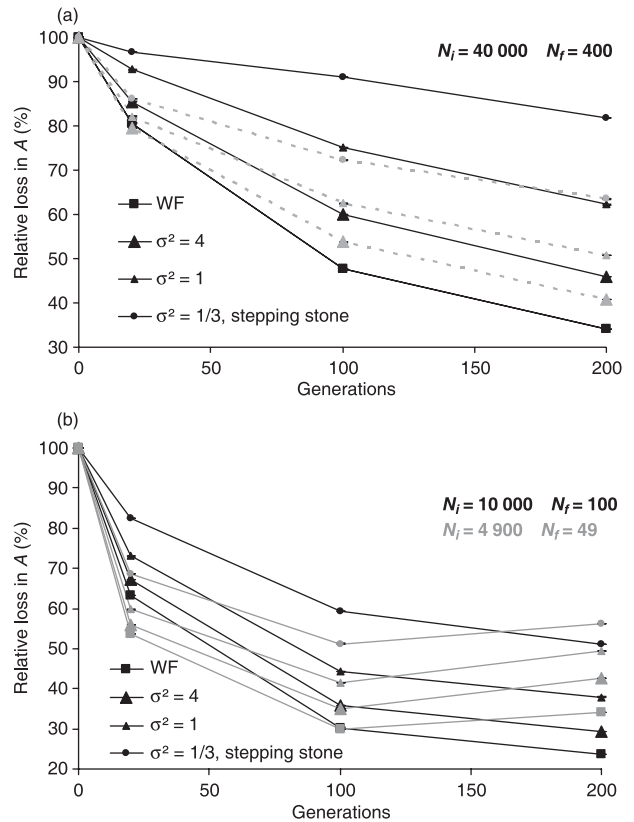 (a)
100
90
80
70
60
50
40
30
Relative loss in A (%)
Nᵢ = 40 000 N_f = 400
WF
σ² = 4
σ² = 1
σ² = 1/3, stepping stone
0 50 100 150 200
Generations
(b)
100
90
80
70
60
50
40
30
20
Relative loss in A (%)
Nᵢ = 10 000 N_f = 100
Nᵢ = 4 900 N_f = 49
WF
σ² = 4
σ² = 1
σ² = 1/3, stepping stone
0 50 100 150 200
Generations